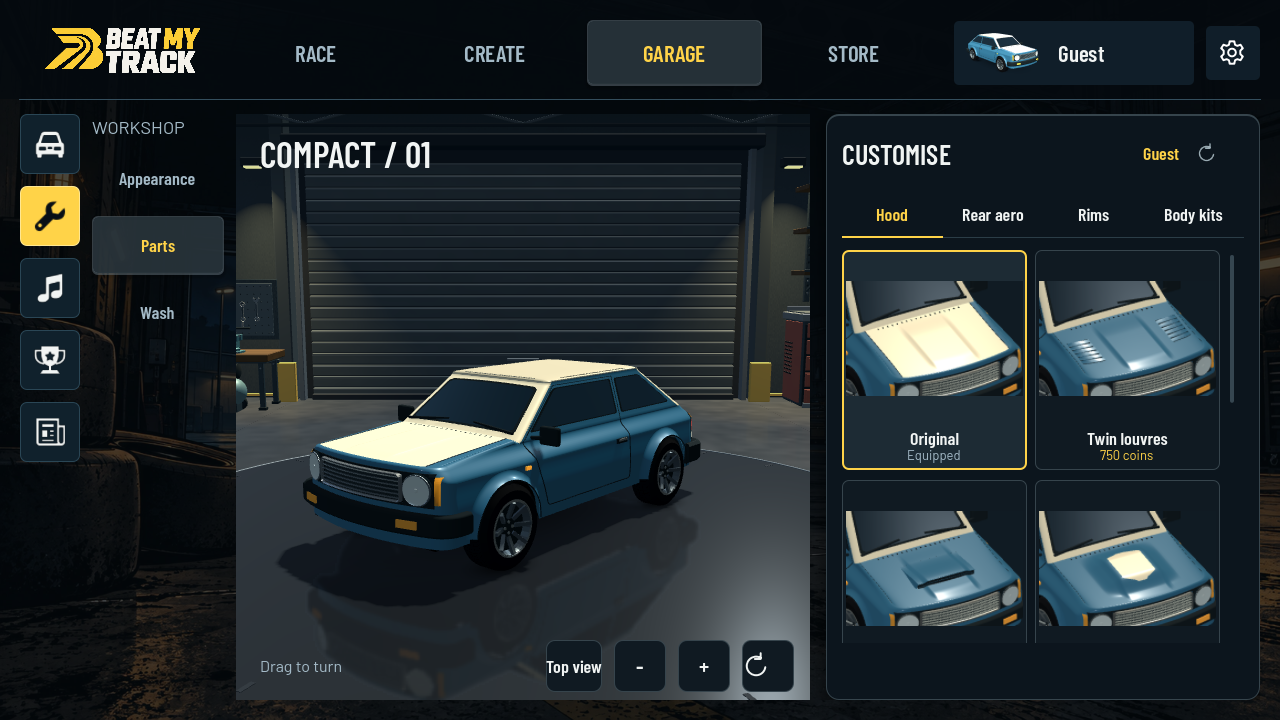 BEAT MY
TRACK
RACE
CREATE
GARAGE
STORE
Guest
WORKSHOP
Appearance
Parts
Wash
COMPACT / 01
Drag to turn
Top view
-
+
CUSTOMISE
Guest
Hood
Rear aero
Rims
Body kits
Original
Equipped
Twin louvres
750 coins